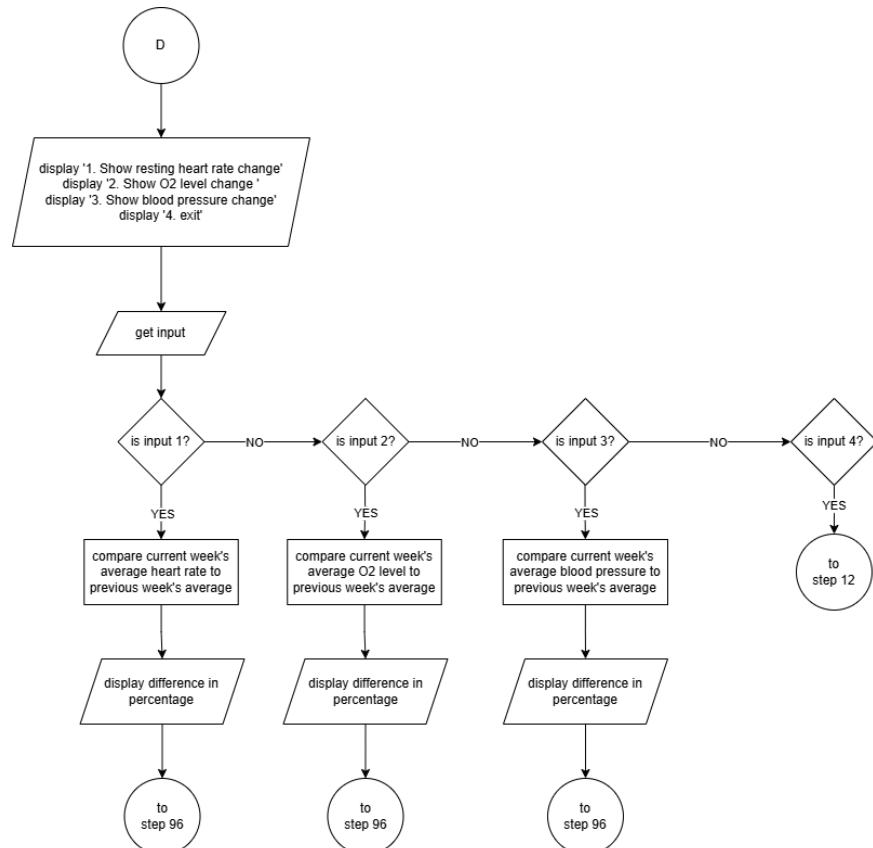 D
display '1. Show resting heart rate change'
display '2. Show O2 level change '
display '3. Show blood pressure change'
display '4. exit'
get input
is input 1?
NO
is input 2?
NO
is input 3?
NO
is input 4?
YES
YES
YES
YES
compare current week's
average heart rate to
previous week's average
compare current week's
average O2 level to
previous week's average
compare current week's
average blood pressure to
previous week's average
to
step 12
display difference in
percentage
display difference in
percentage
display difference in
percentage
to
step 96
to
step 96
to
step 96